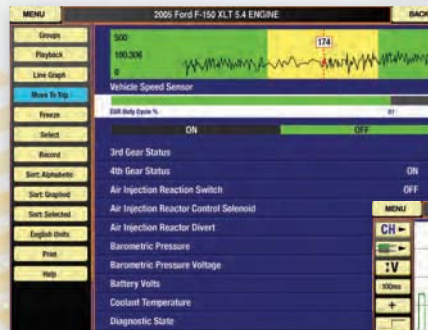 MENU 2005 Ford F-150 XLT 5.4 ENGINE BACK
Groups
Playback
Line Graph
Move To Top
Freeze
Select
Record
Sort: Alphabetic
Sort: Graphed
Sort: Selected
English Units
Print
Help
500
100.306
0
174
Vehicle Speed Sensor
EGR Duty Cycle % 51
ON OFF
3rd Gear Status
4th Gear Status ON
Air Injection Reaction Switch OFF
Air Injection Reactor Control Solenoid
Air Injection Reactor Divert
Barometric Pressure
Barometric Pressure Voltage
Battery Volts
Coolant Temperature
Diagnostic State
MENU
CH
:V
:100ms
+